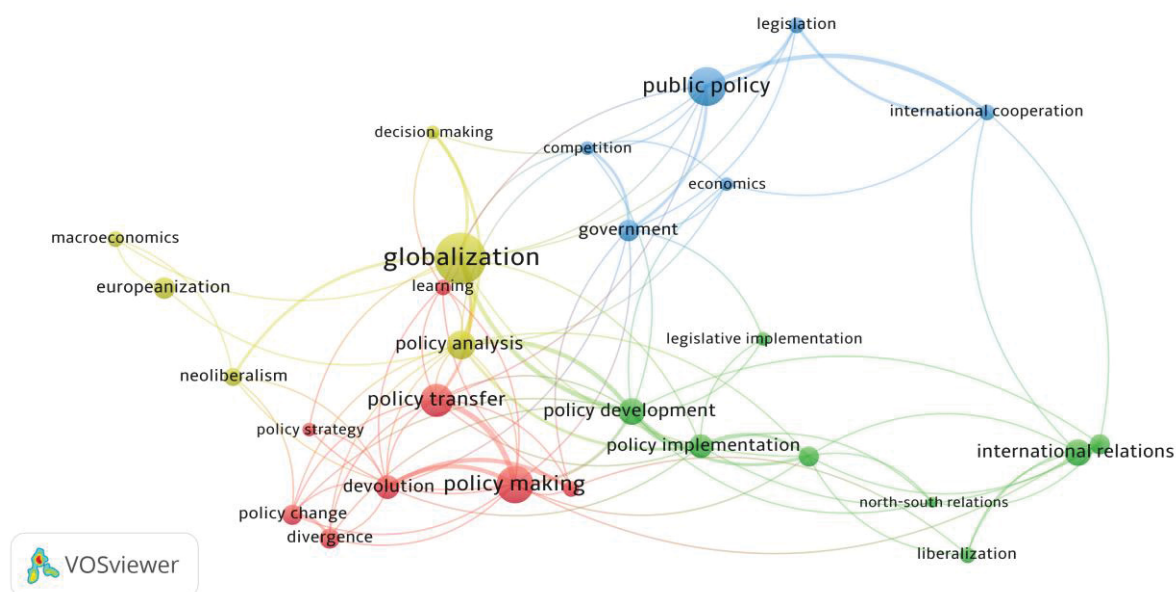 legislation
public policy
international cooperation
decision making
competition
economics
government
macroeconomics
globalization
europeanization
learning
legislative implementation
policy analysis
neoliberalism
policy transfer
policy development
policy strategy
policy implementation
international relations
devolution
policy making
north-south relations
policy change
divergence
liberalization
VOSviewer